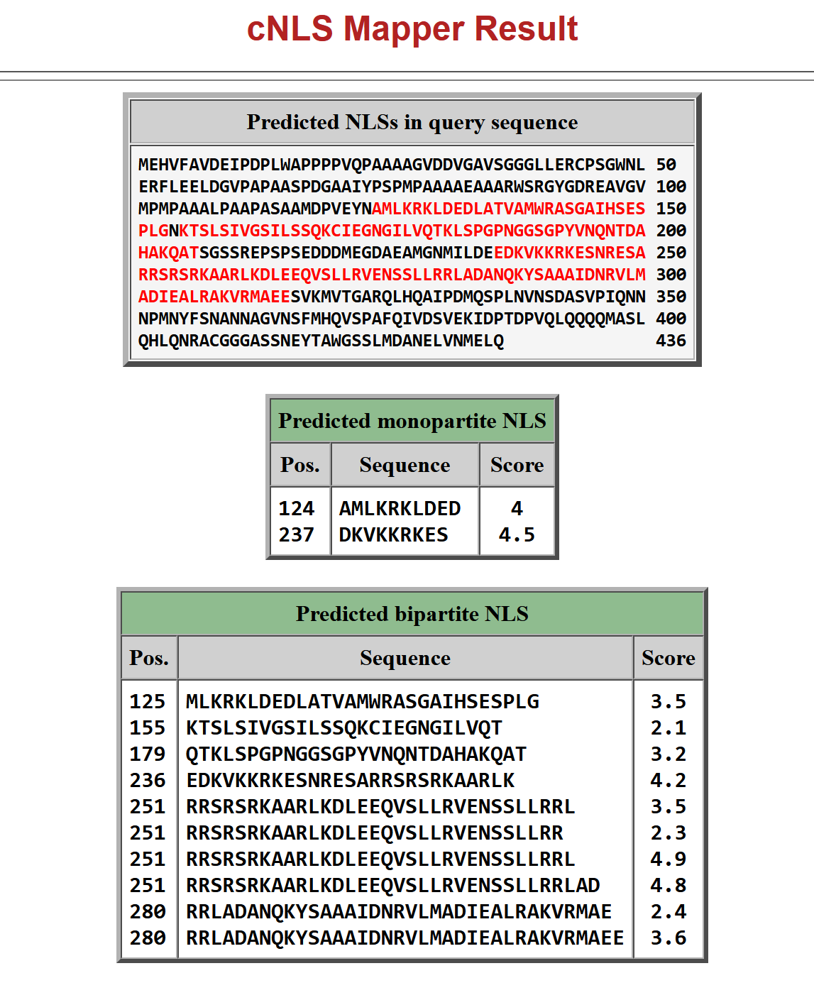 cNLS Mapper Result
Predicted NLSs in query sequence
MEHVFAVDEIPDPLWAPPPPVQPAAAAGVDDVGAVSGGGLLERCPSGWNL 50
ERFLEELDGVPAPAASPDGAAIYPSPMPAAAAEAAARWSRGYGDREAVGV 100
MPMPAAALPAAPASAAMDPVEYNAMLKRKLDEDLATVAMWRASGAIHSES 150
PLGNKTSLSIVGSILSSQKCIEGNGILVQTKLSPGPNGGSGPYVNQNTDA 200
HAKQATSGSSREPSPSEDDDMEGDAEAMGNMILDEEDKVKKRKESNRESA 250
RRSRSRKAARLKDLEEQVSLLRVENSSLLRRLADANQKYSAAAIDNRVLM 300
ADIEALRAKVRMAEESVKMVTGARQLHQAIPDMQSPLNVNSDASVPIQNN 350
NPMNYFSNANNAGVNSFMHQVSPAFQIVDSVEKIDPTDPVQLQQQQMASL 400
QHLQNRACGGGASSNEYTAWGSSLMDANELVNMELQ 436
Predicted monopartite NLS
Pos. Sequence Score
124 AMLKRKLDED 4
237 DKVKKRKES 4.5
Predicted bipartite NLS
Pos. Sequence Score
125 MLKRKLDEDLATVAMWRASGAIHSESPLG 3.5
155 KTSLSIVGSILSSQKCIEGNGILVQT 2.1
179 QTKLSPGPNGGSGPYVNQNTDAHAKQAT 3.2
236 EDKVKKRKESNRESARRSRSRKAARLK 4.2
251 RRSRSRKAARLKDLEEQVSLLRVENSSLLRRL 3.5
251 RRSRSRKAARLKDLEEQVSLLRVENSSLLRR 2.3
251 RRSRSRKAARLKDLEEQVSLLRVENSSLLRRL 4.9
251 RRSRSRKAARLKDLEEQVSLLRVENSSLLRRLAD 4.8
280 RRLADANQKYSAAAIDNRVLMADIEALRAKVRMAE 2.4
280 RRLADANQKYSAAAIDNRVLMADIEALRAKVRMAEE 3.6